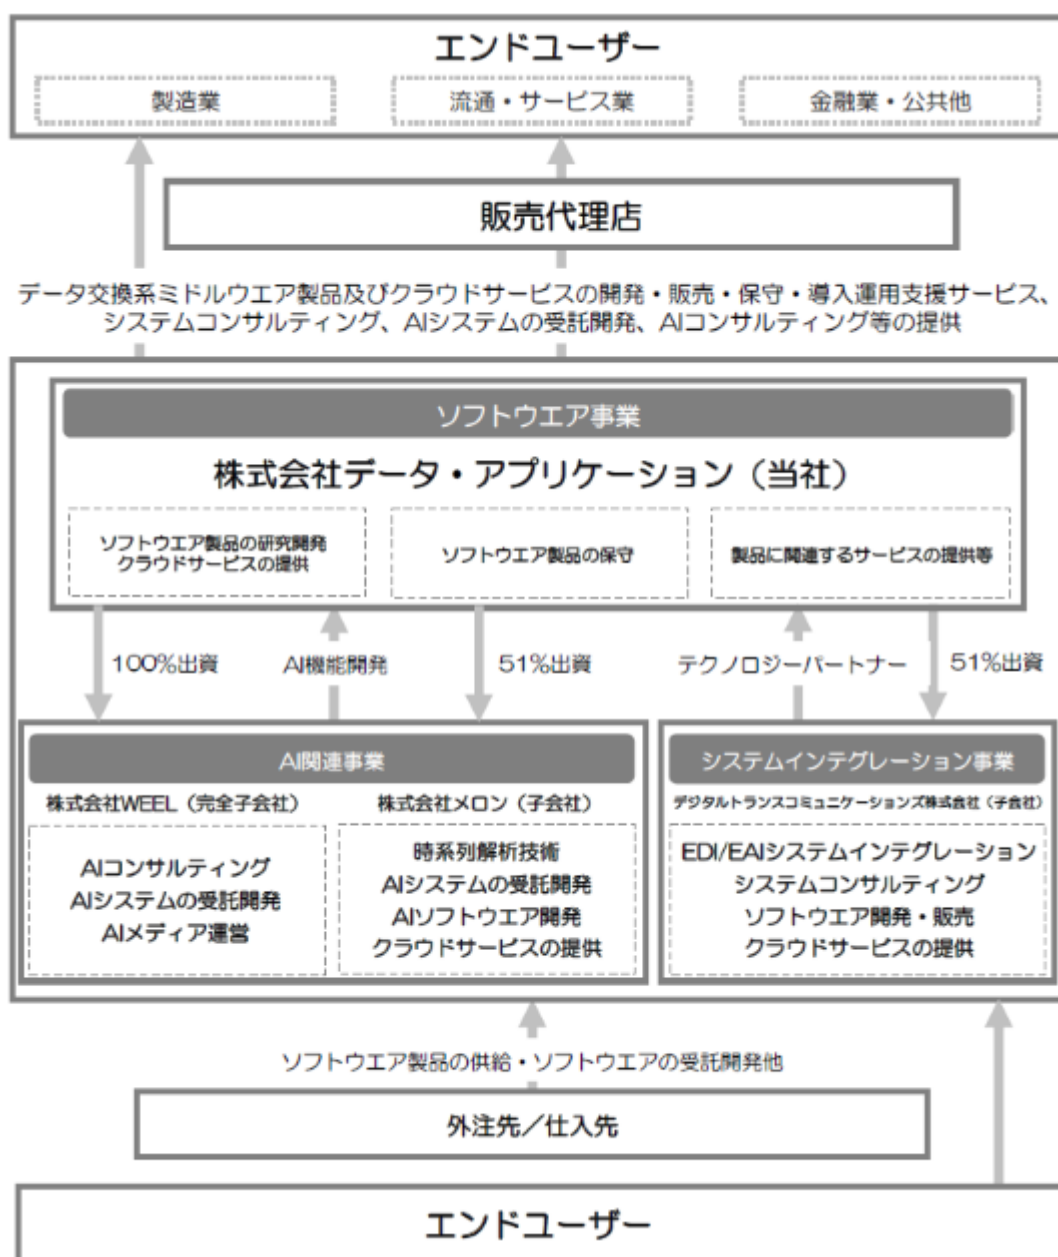 エンドユーザー
製造業
流通・サービス業
金融業・公共他
販売代理店
データ交換系ミドルウエア製品及びクラウドサービスの開発・販売・保守・導入運用支援サービス、
システムコンサルティング、AIシステムの受託開発、AIコンサルティング等の提供
ソフトウエア事業
株式会社データ・アプリケーション（当社）
ソフトウエア製品の研究開発
クラウドサービスの提供
ソフトウエア製品の保守
製品に関連するサービスの提供等
100%出資
AI機能開発
51%出資
テクノロジーパートナー
51%出資
AI関連事業
株式会社WEEL（完全子会社）
AIコンサルティング
AIシステムの受託開発
AIメディア運営
株式会社メロン（子会社）
時系列解析技術
AIシステムの受託開発
AIソフトウエア開発
クラウドサービスの提供
システムインテグレーション事業
デジタルトランスコミュニケーションズ株式会社（子会社）
EDI/EAIシステムインテグレーション
システムコンサルティング
ソフトウエア開発・販売
クラウドサービスの提供
ソフトウエア製品の供給・ソフトウエアの受託開発他
外注先／仕入先
エンドユーザー